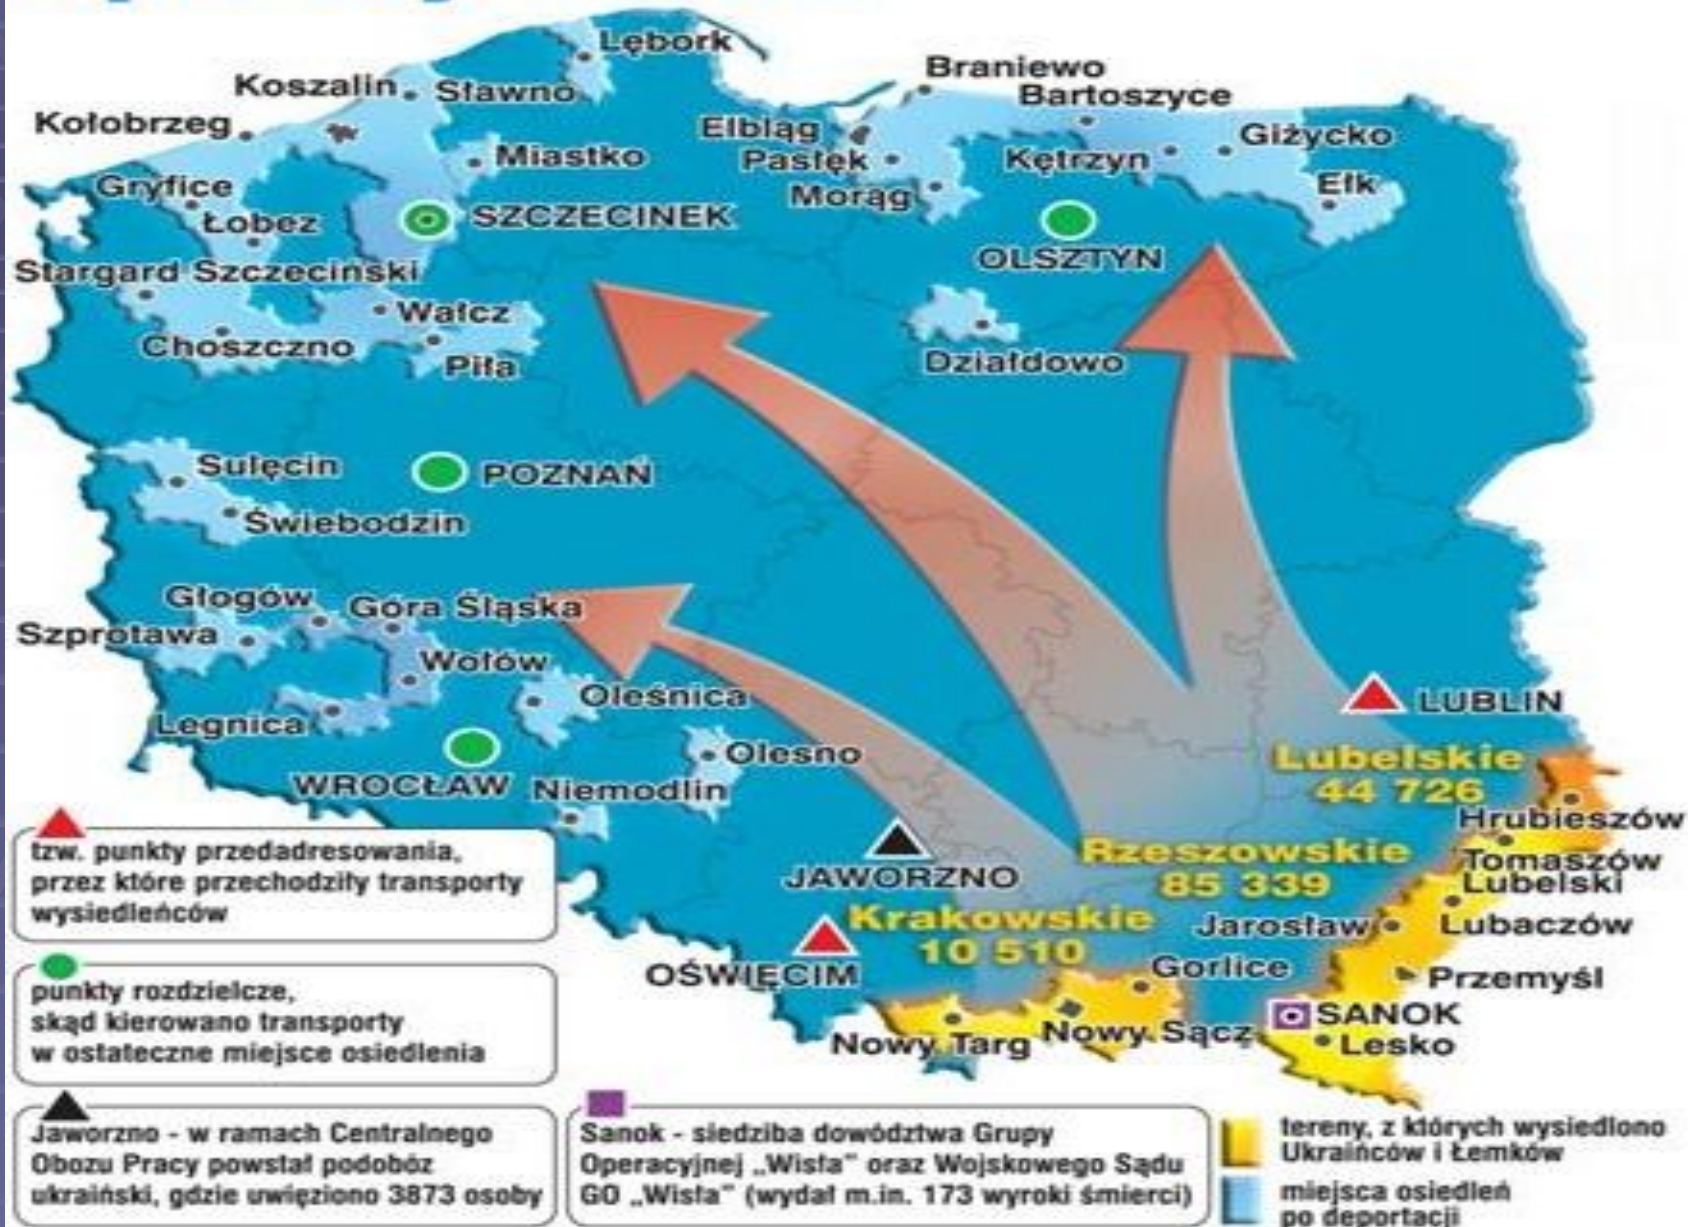 Lębork
Braniewo
Koszalin
Sławno
Bartoszyce
Kołobrzeg
Elbląg
Giżycko
Miastko
Pasłęk
Kętrzyn
Gryfice
Morąg
Ełk
Łobez
SZCZECINEK
OLSZTYN
Stargard Szczeciński
Wałcz
Choszczno
Piła
Działdowo
Sulęcin
POZNAŃ
Świebodzin
Głogów
Góra Śląska
Szprotawa
Wołów
Oleśnica
LUBLIN
Legnica
Olesno
Lubelskie
44 726
WROCŁAW
Niemodlin
Hrubieszów
Rzeszowskie
85 339
Tomaszów
Lubelski
JAWORZNO
Krakowskie
10 510
Jarosław
Lubaczów
OŚWIĘCIM
Gorlice
Przemyśl
SANOK
Nowy Targ
Nowy Sącz
Lesko
tzw. punkty przedadresowania,
przez które przechodziły transporty
wysiedleńców
punkty rozdzielcze,
skąd kierowano transporty
w ostateczne miejsce osiedlenia
Jaworzno - w ramach Centralnego
Obozu Pracy powstał podobóz
ukraiński, gdzie uwięziono 3873 osoby
Sanok - siedziba dowództwa Grupy
Operacyjnej „Wisła” oraz Wojskowego Sądu
GO „Wisła” (wydał m.in. 173 wyroki śmierci)
tereny, z których wysiedlono
Ukraińców i Łemków
miejsca osiedleń
po deportacji